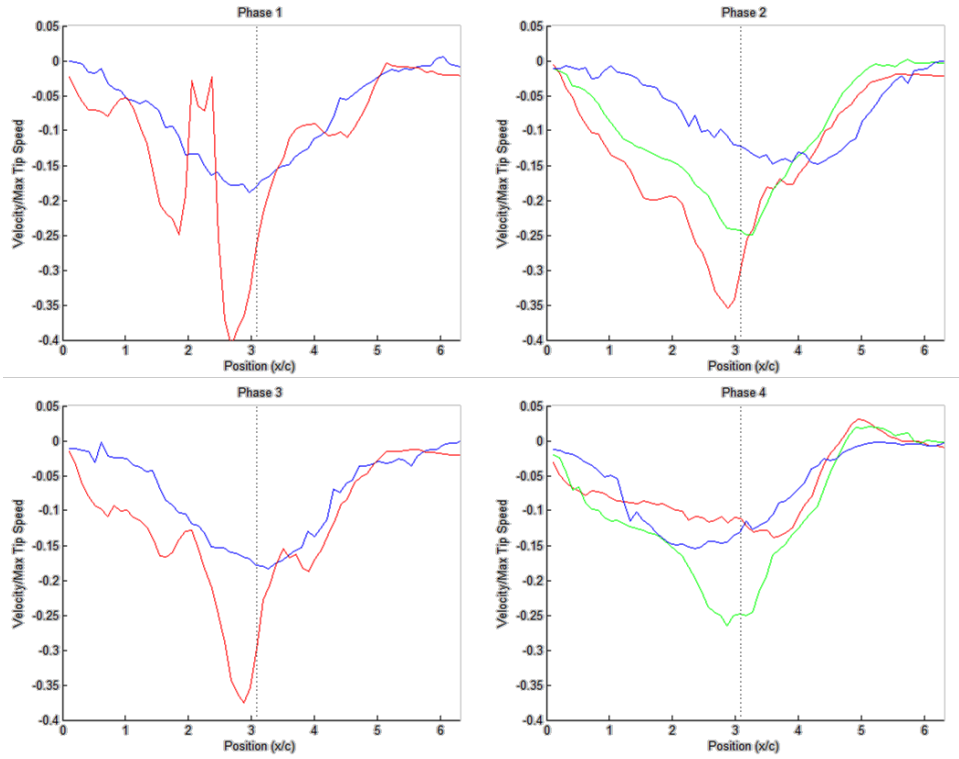 Phase 1
0.05
0
-0.05
-0.1
-0.15
-0.2
-0.25
-0.3
-0.35
-0.4
Velocity/Max Tip Speed
0 1 2 3 4 5 6
Position (x/c)
Phase 2
0.05
0
-0.05
-0.1
-0.15
-0.2
-0.25
-0.3
-0.35
-0.4
Velocity/Max Tip Speed
0 1 2 3 4 5 6
Position (x/c)
Phase 3
0.05
0
-0.05
-0.1
-0.15
-0.2
-0.25
-0.3
-0.35
-0.4
Velocity/Max Tip Speed
0 1 2 3 4 5 6
Position (x/c)
Phase 4
0.05
0
-0.05
-0.1
-0.15
-0.2
-0.25
-0.3
-0.35
-0.4
Velocity/Max Tip Speed
0 1 2 3 4 5 6
Position (x/c)